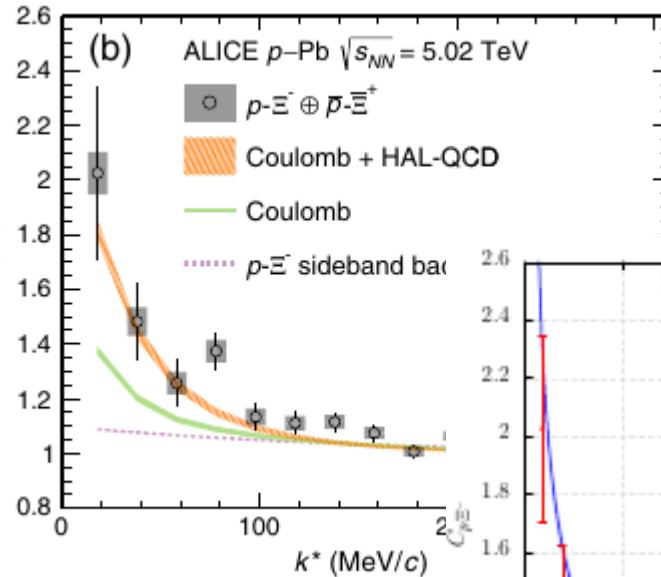 2.6
(b) ALICE p–Pb √sNN = 5.02 TeV
2.4
p-Ξ⁻ ⊕ p̄-Ξ̄⁺
2.2
Coulomb + HAL-QCD
2
Coulomb
1.8
p-Ξ⁻ sideband bac
1.6
1.4
1.2
1
0.8
0 100 2
k* (MeV/c)
2.6
2.4
2.2
2
1.8
1.6